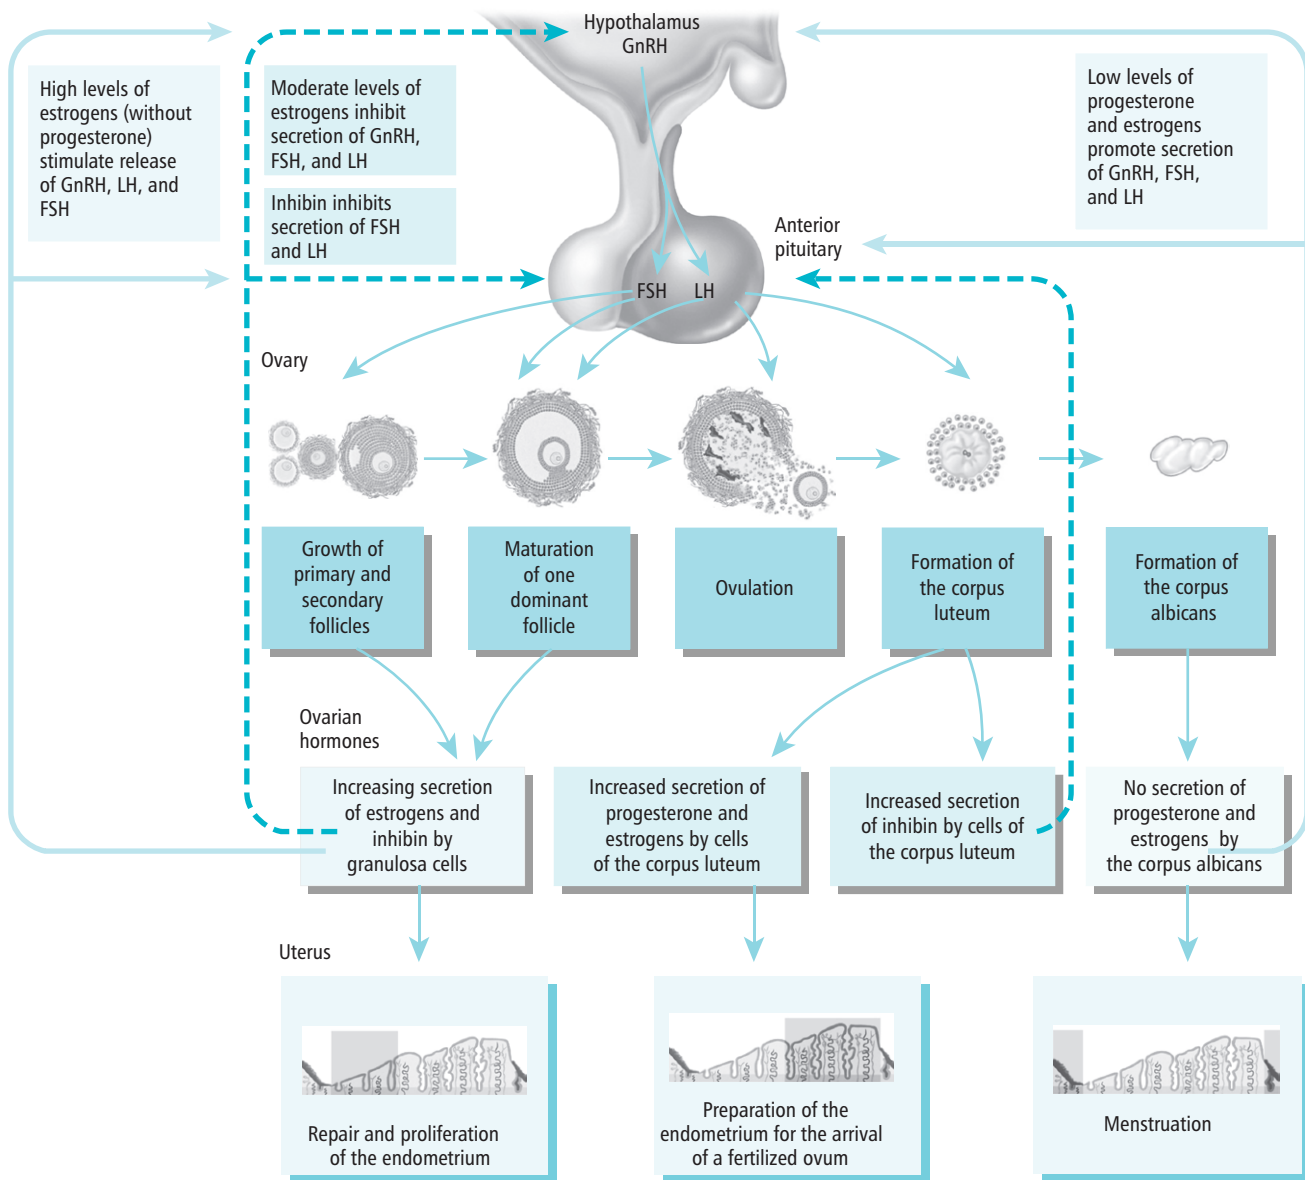 Hypothalamus
GnRH
High levels of
estrogens (without
progesterone)
stimulate release
of GnRH, LH, and
FSH
Moderate levels of
estrogens inhibit
secretion of GnRH,
FSH, and LH
Inhibin inhibits
secretion of FSH
and LH
Low levels of
progesterone
and estrogens
promote secretion
of GnRH, FSH,
and LH
Anterior
pituitary
FSH
LH
Ovary
Growth of
primary and
secondary
follicles
Maturation
of one
dominant
follicle
Ovulation
Formation of
the corpus
luteum
Formation of
the corpus
albicans
Ovarian
hormones
Increasing secretion
of estrogens and
inhibin by
granulosa cells
Increased secretion of
progesterone and
estrogens by cells
of the corpus luteum
Increased secretion
of inhibin by cells of
the corpus luteum
No secretion of
progesterone and
estrogens by
the corpus albicans
Uterus
Repair and proliferation
of the endometrium
Preparation of the
endometrium for the arrival
of a fertilized ovum
Menstruation